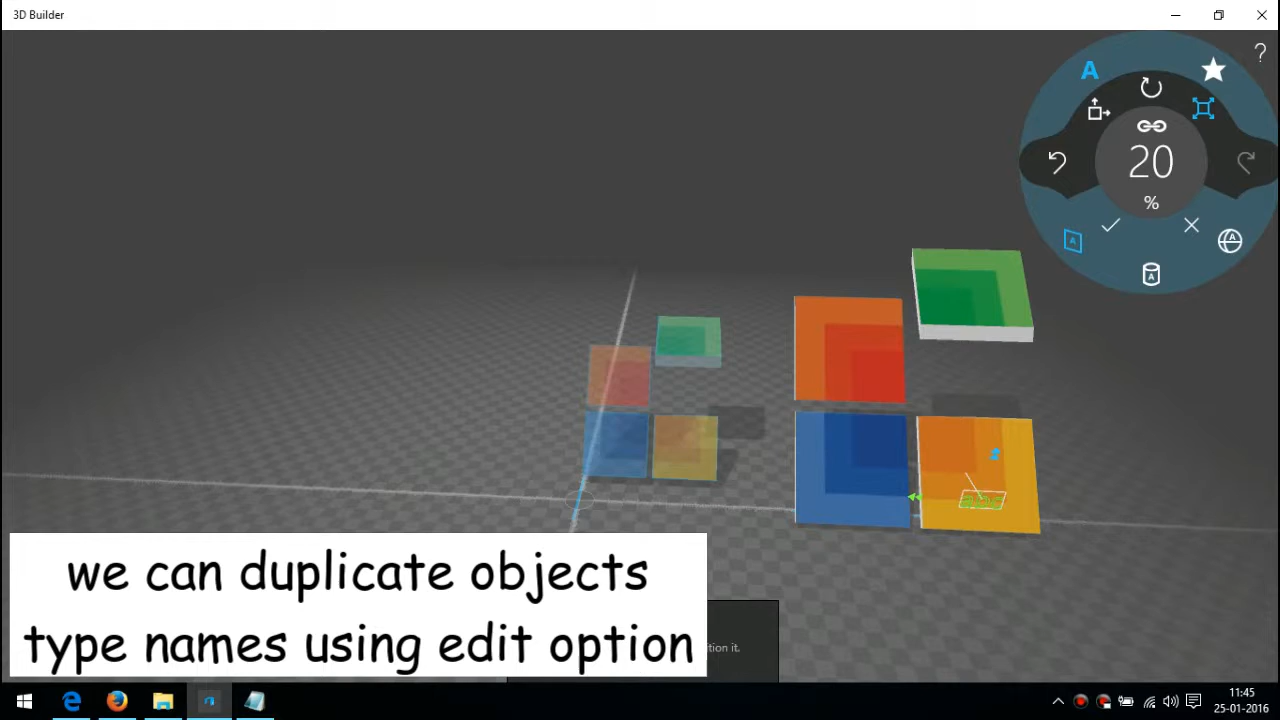 3D Builder
?
A
20
%
A
A
A
we can duplicate objects
type names using edit option
tion it.
11:45
25-01-2016